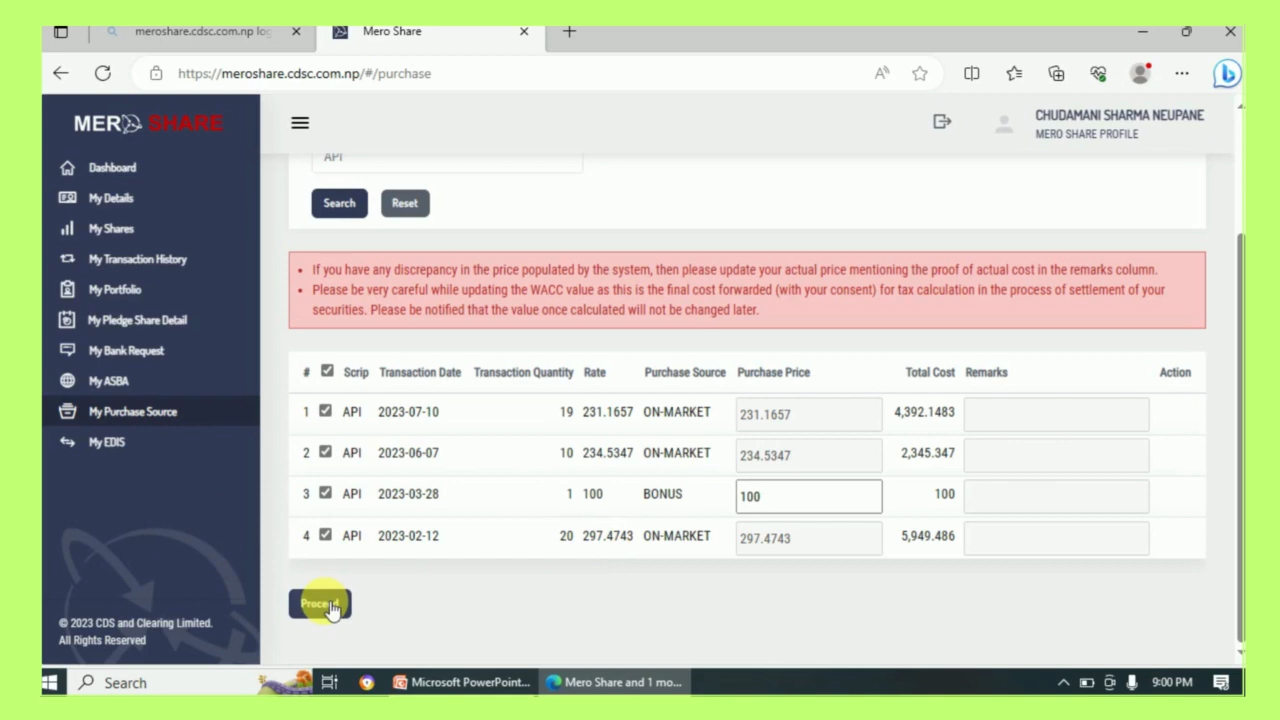 meroshare.cdsc.com.np log
Mero Share
https://meroshare.cdsc.com.np/#/purchase
MERO SHARE
CHUDAMANI SHARMA NEUPANE
MERO SHARE PROFILE
Dashboard
My Details
My Shares
My Transaction History
My Portfolio
My Pledge Share Detail
My Bank Request
My ASBA
My Purchase Source
My EDIS
© 2023 CDS and Clearing Limited.
All Rights Reserved
API
Search Reset
• If you have any discrepancy in the price populated by the system, then please update your actual price mentioning the proof of actual cost in the remarks column.
• Please be very careful while updating the WACC value as this is the final cost forwarded (with your consent) for tax calculation in the process of settlement of your
securities. Please be notified that the value once calculated will not be changed later.
# Scrip Transaction Date Transaction Quantity Rate Purchase Source Purchase Price Total Cost Remarks Action
1 API 2023-07-10 19 231.1657 ON-MARKET 231.1657 4,392.1483
2 API 2023-06-07 10 234.5347 ON-MARKET 234.5347 2,345.347
3 API 2023-03-28 1 100 BONUS 100 100
4 API 2023-02-12 20 297.4743 ON-MARKET 297.4743 5,949.486
Proceed
Search
Microsoft PowerPoint...
Mero Share and 1 mo...
9:00 PM